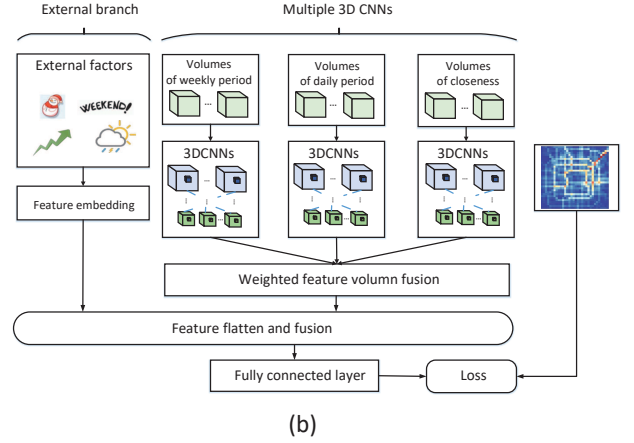 External branch
Multiple 3D CNNs
External factors
WEEKEND!
Feature embedding
Volumes
of weekly period
...
3DCNNs
...
...
Volumes
of daily period
...
3DCNNs
...
...
Volumes
of closeness
...
3DCNNs
...
...
Weighted feature volumn fusion
Feature flatten and fusion
Fully connected layer
Loss
(b)